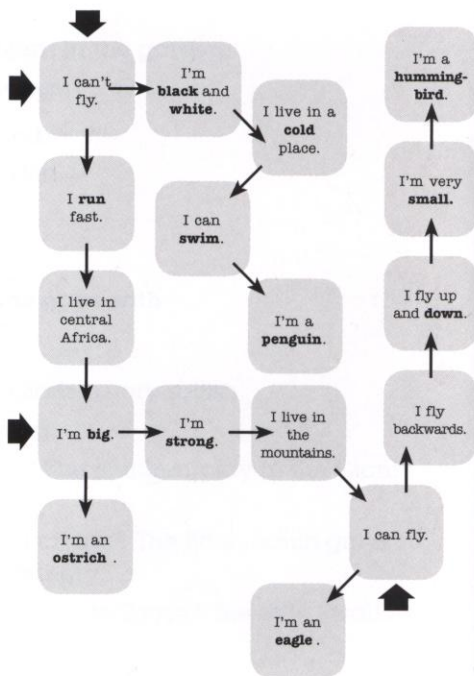 I can't
fly.
I'm
black and
white.
I live in a
cold
place.
I can
swim.
I'm a
penguin.
I run
fast.
I live in
central
Africa.
I'm big.
I'm an
ostrich .
I'm
strong.
I live in
the
mountains.
I can fly.
I'm an
eagle .
I fly
backwards.
I fly up
and down.
I'm very
small.
I'm a
humming-
bird.